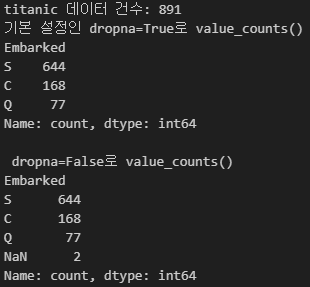 titanic 데이터 건수: 891
기본 설정인 dropna=True로 value_counts()
Embarked
S    644
C    168
Q     77
Name: count, dtype: int64

 dropna=False로 value_counts()
Embarked
S      644
C      168
Q       77
NaN      2
Name: count, dtype: int64